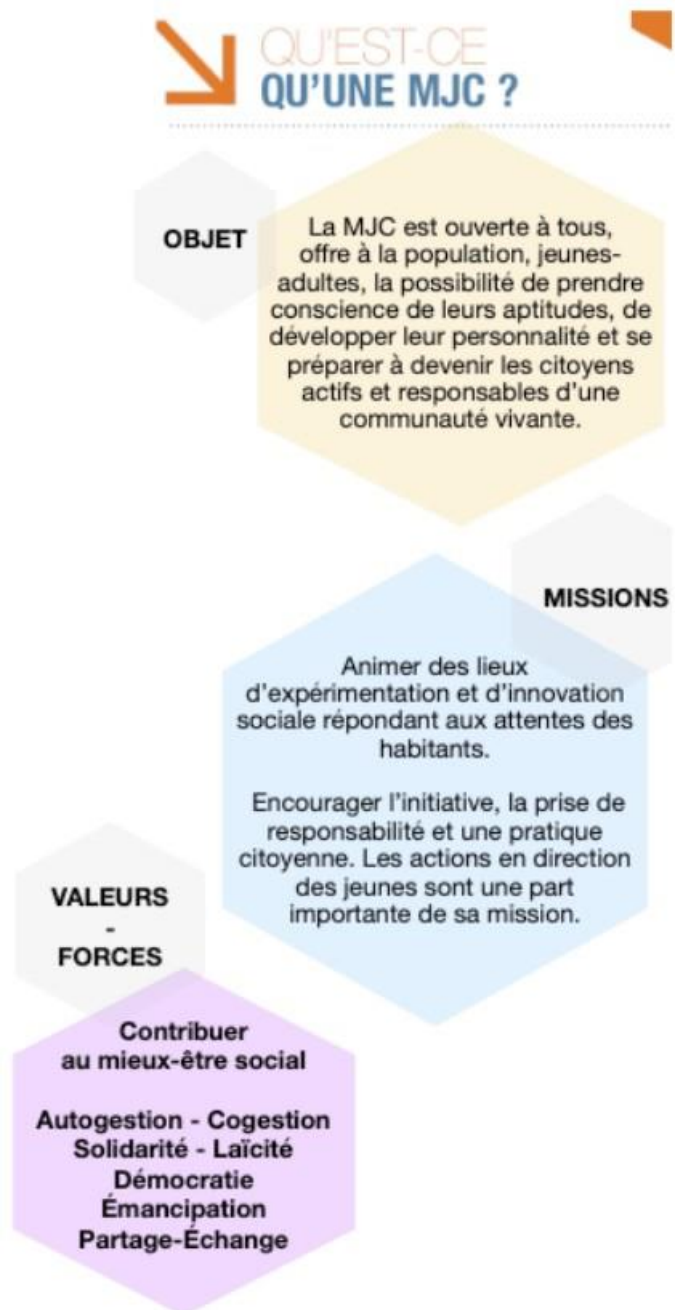 QU'EST-CE
QU'UNE MJC ?
OBJET
La MJC est ouverte à tous,
offre à la population, jeunes-
adultes, la possibilité de prendre
conscience de leurs aptitudes, de
développer leur personnalité et se
préparer à devenir les citoyens
actifs et responsables d'une
communauté vivante.
MISSIONS
Animer des lieux
d'expérimentation et d'innovation
sociale répondant aux attentes des
habitants.
Encourager l'initiative, la prise de
responsabilité et une pratique
citoyenne. Les actions en direction
des jeunes sont une part
importante de sa mission.
VALEURS
-
FORCES
Contribuer
au mieux-être social
Autogestion - Cogestion
Solidarité - Laïcité
Démocratie
Émancipation
Partage-Échange